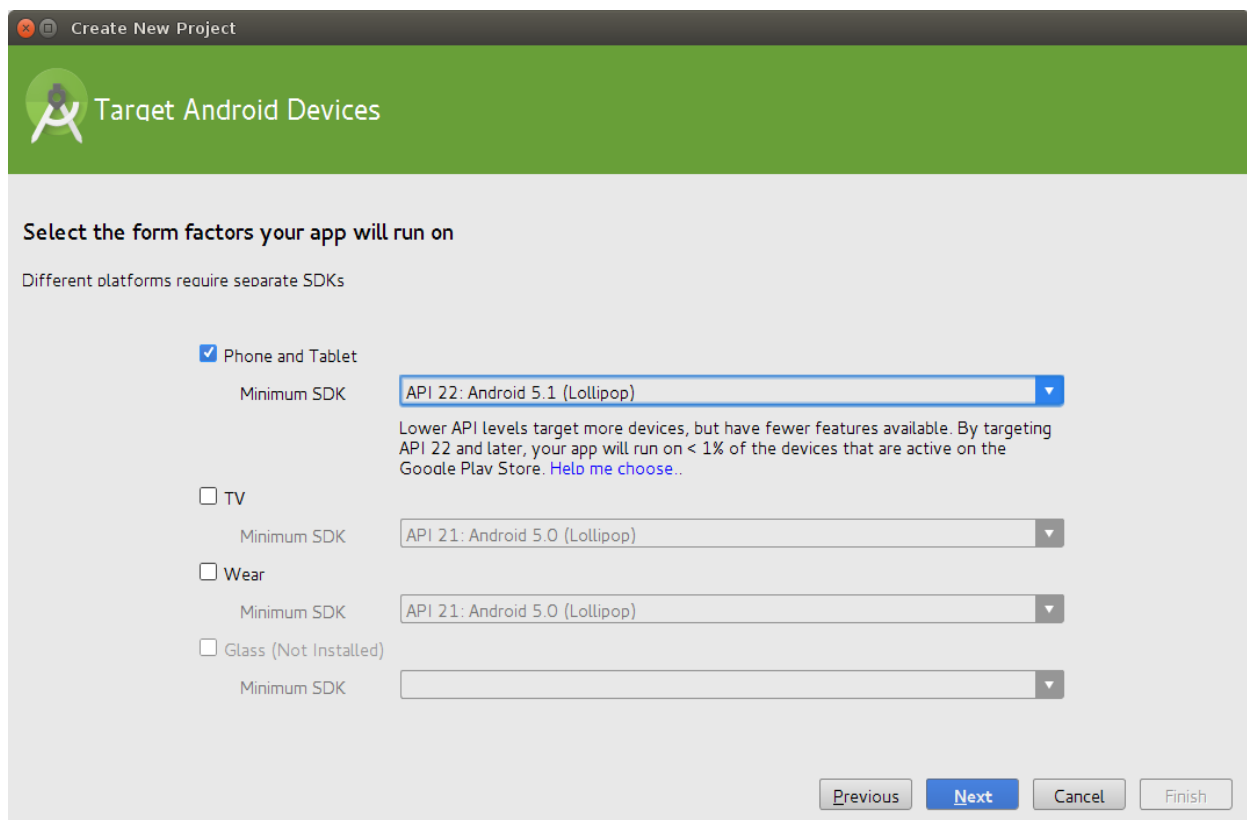 Create New Project
Target Android Devices
Select the form factors your app will run on
Different platforms require separate SDKs
Phone and Tablet
Minimum SDK
API 22: Android 5.1 (Lollipop)
Lower API levels target more devices, but have fewer features available. By targeting
API 22 and later, your app will run on < 1% of the devices that are active on the
Google Play Store. Help me choose..
TV
Minimum SDK
API 21: Android 5.0 (Lollipop)
Wear
Minimum SDK
API 21: Android 5.0 (Lollipop)
Glass (Not Installed)
Minimum SDK
Previous
Next
Cancel
Finish